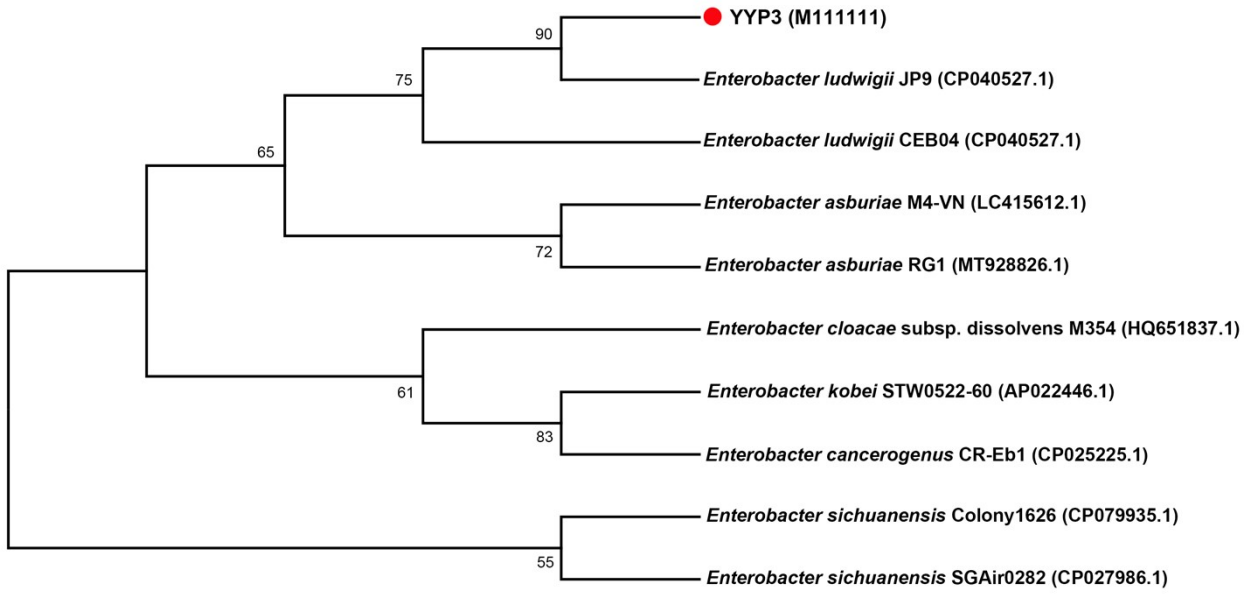 90
YYP3 (M111111)
75
Enterobacter ludwigii JP9 (CP040527.1)
65
Enterobacter ludwigii CEB04 (CP040527.1)
Enterobacter asburiae M4-VN (LC415612.1)
72
Enterobacter asburiae RG1 (MT928826.1)
Enterobacter cloacae subsp. dissolvens M354 (HQ651837.1)
61
Enterobacter kobei STW0522-60 (AP022446.1)
83
Enterobacter cancerogenus CR-Eb1 (CP025225.1)
Enterobacter sichuanensis Colony1626 (CP079935.1)
55
Enterobacter sichuanensis SGAir0282 (CP027986.1)